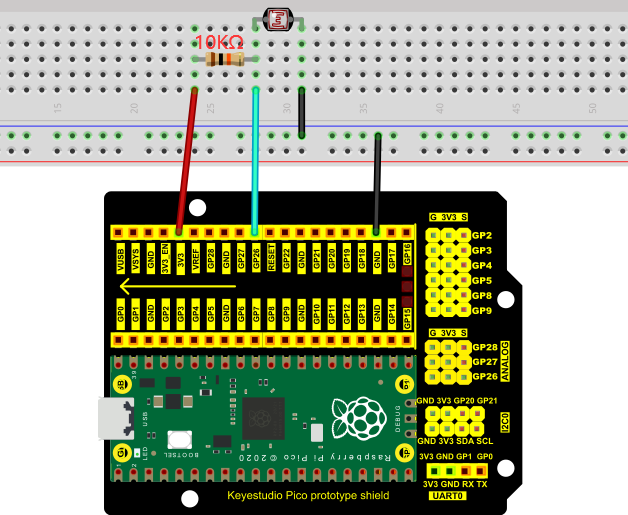 10KΩ
15 20 25 30 35 40 45 50
VUSB VSYS GND 3V3_EN 3V3 VREF GP28 GND GP27 GP26 RESET GP22 GND GP21 GP20 GP19 GP18 GND GP17 GP16
GP0 GP1 GND GP2 GP3 GP4 GP5 GND GP6 GP7 GP8 GP9 GND GP10 GP11 GP12 GP13 GND GP14 GP15
G 3V3 S
GP2
GP3
GP4
GP5
GP8
GP9
G 3V3 S
GP28
GP27
GP26
ANALOG
GND 3V3 GP20 GP21
I2C0
GND 3V3 SDA SCL
3V3 GND GP1 GP0
3V3 GND RX TX
UART0
USB
LED
BOOTSEL
DEBUG
Raspberry Pi Pico © 2020
1 2
39
Keyestudio Pico prototype shield